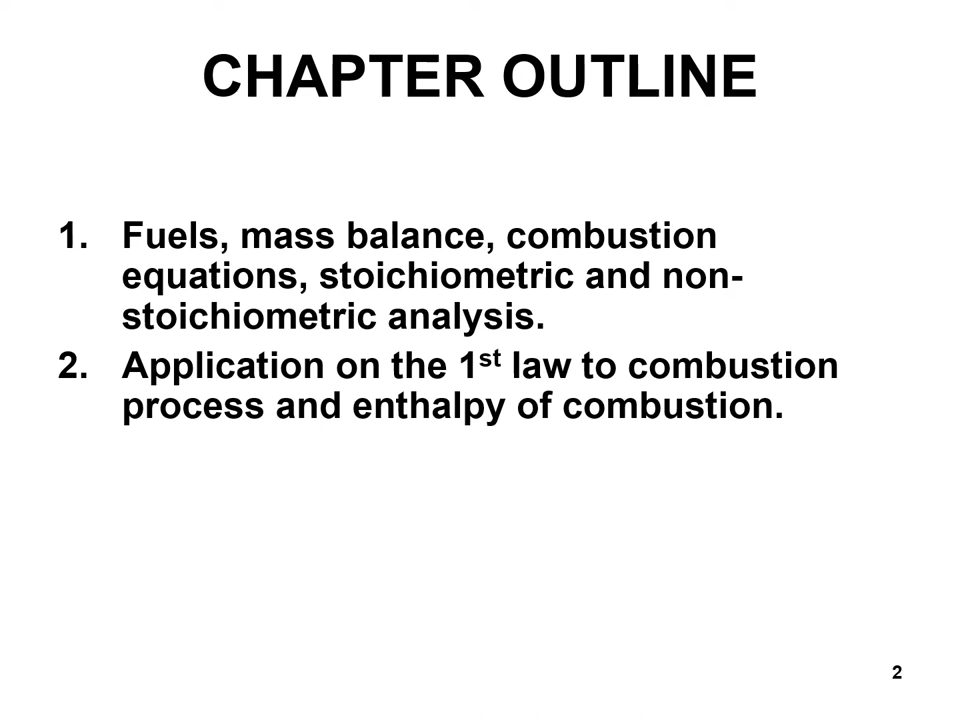 CHAPTER OUTLINE
1. Fuels, mass balance, combustion
equations, stoichiometric and non-
stoichiometric analysis.
2. Application on the 1st law to combustion
process and enthalpy of combustion.
2